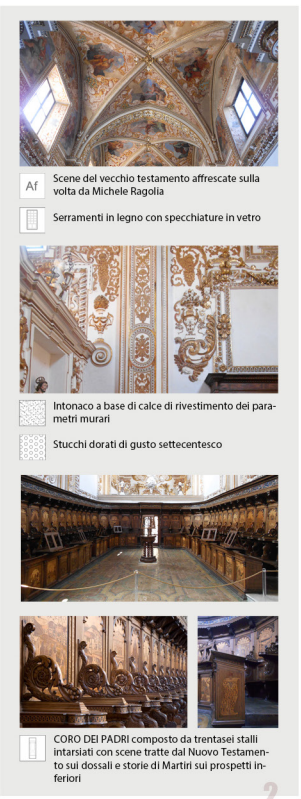 Af
Scene del vecchio testamento affrescate sulla
volta da Michele Ragolia
Serramenti in legno con specchiature in vetro
Intonaco a base di calce di rivestimento dei para-
metri murari
Stucchi dorati di gusto settecentesco
CORO DEI PADRI composto da trentasei stalli
intarsiati con scene tratte dal Nuovo Testamen-
to sui dossali e storie di Martiri sui prospetti in-
feriori
2